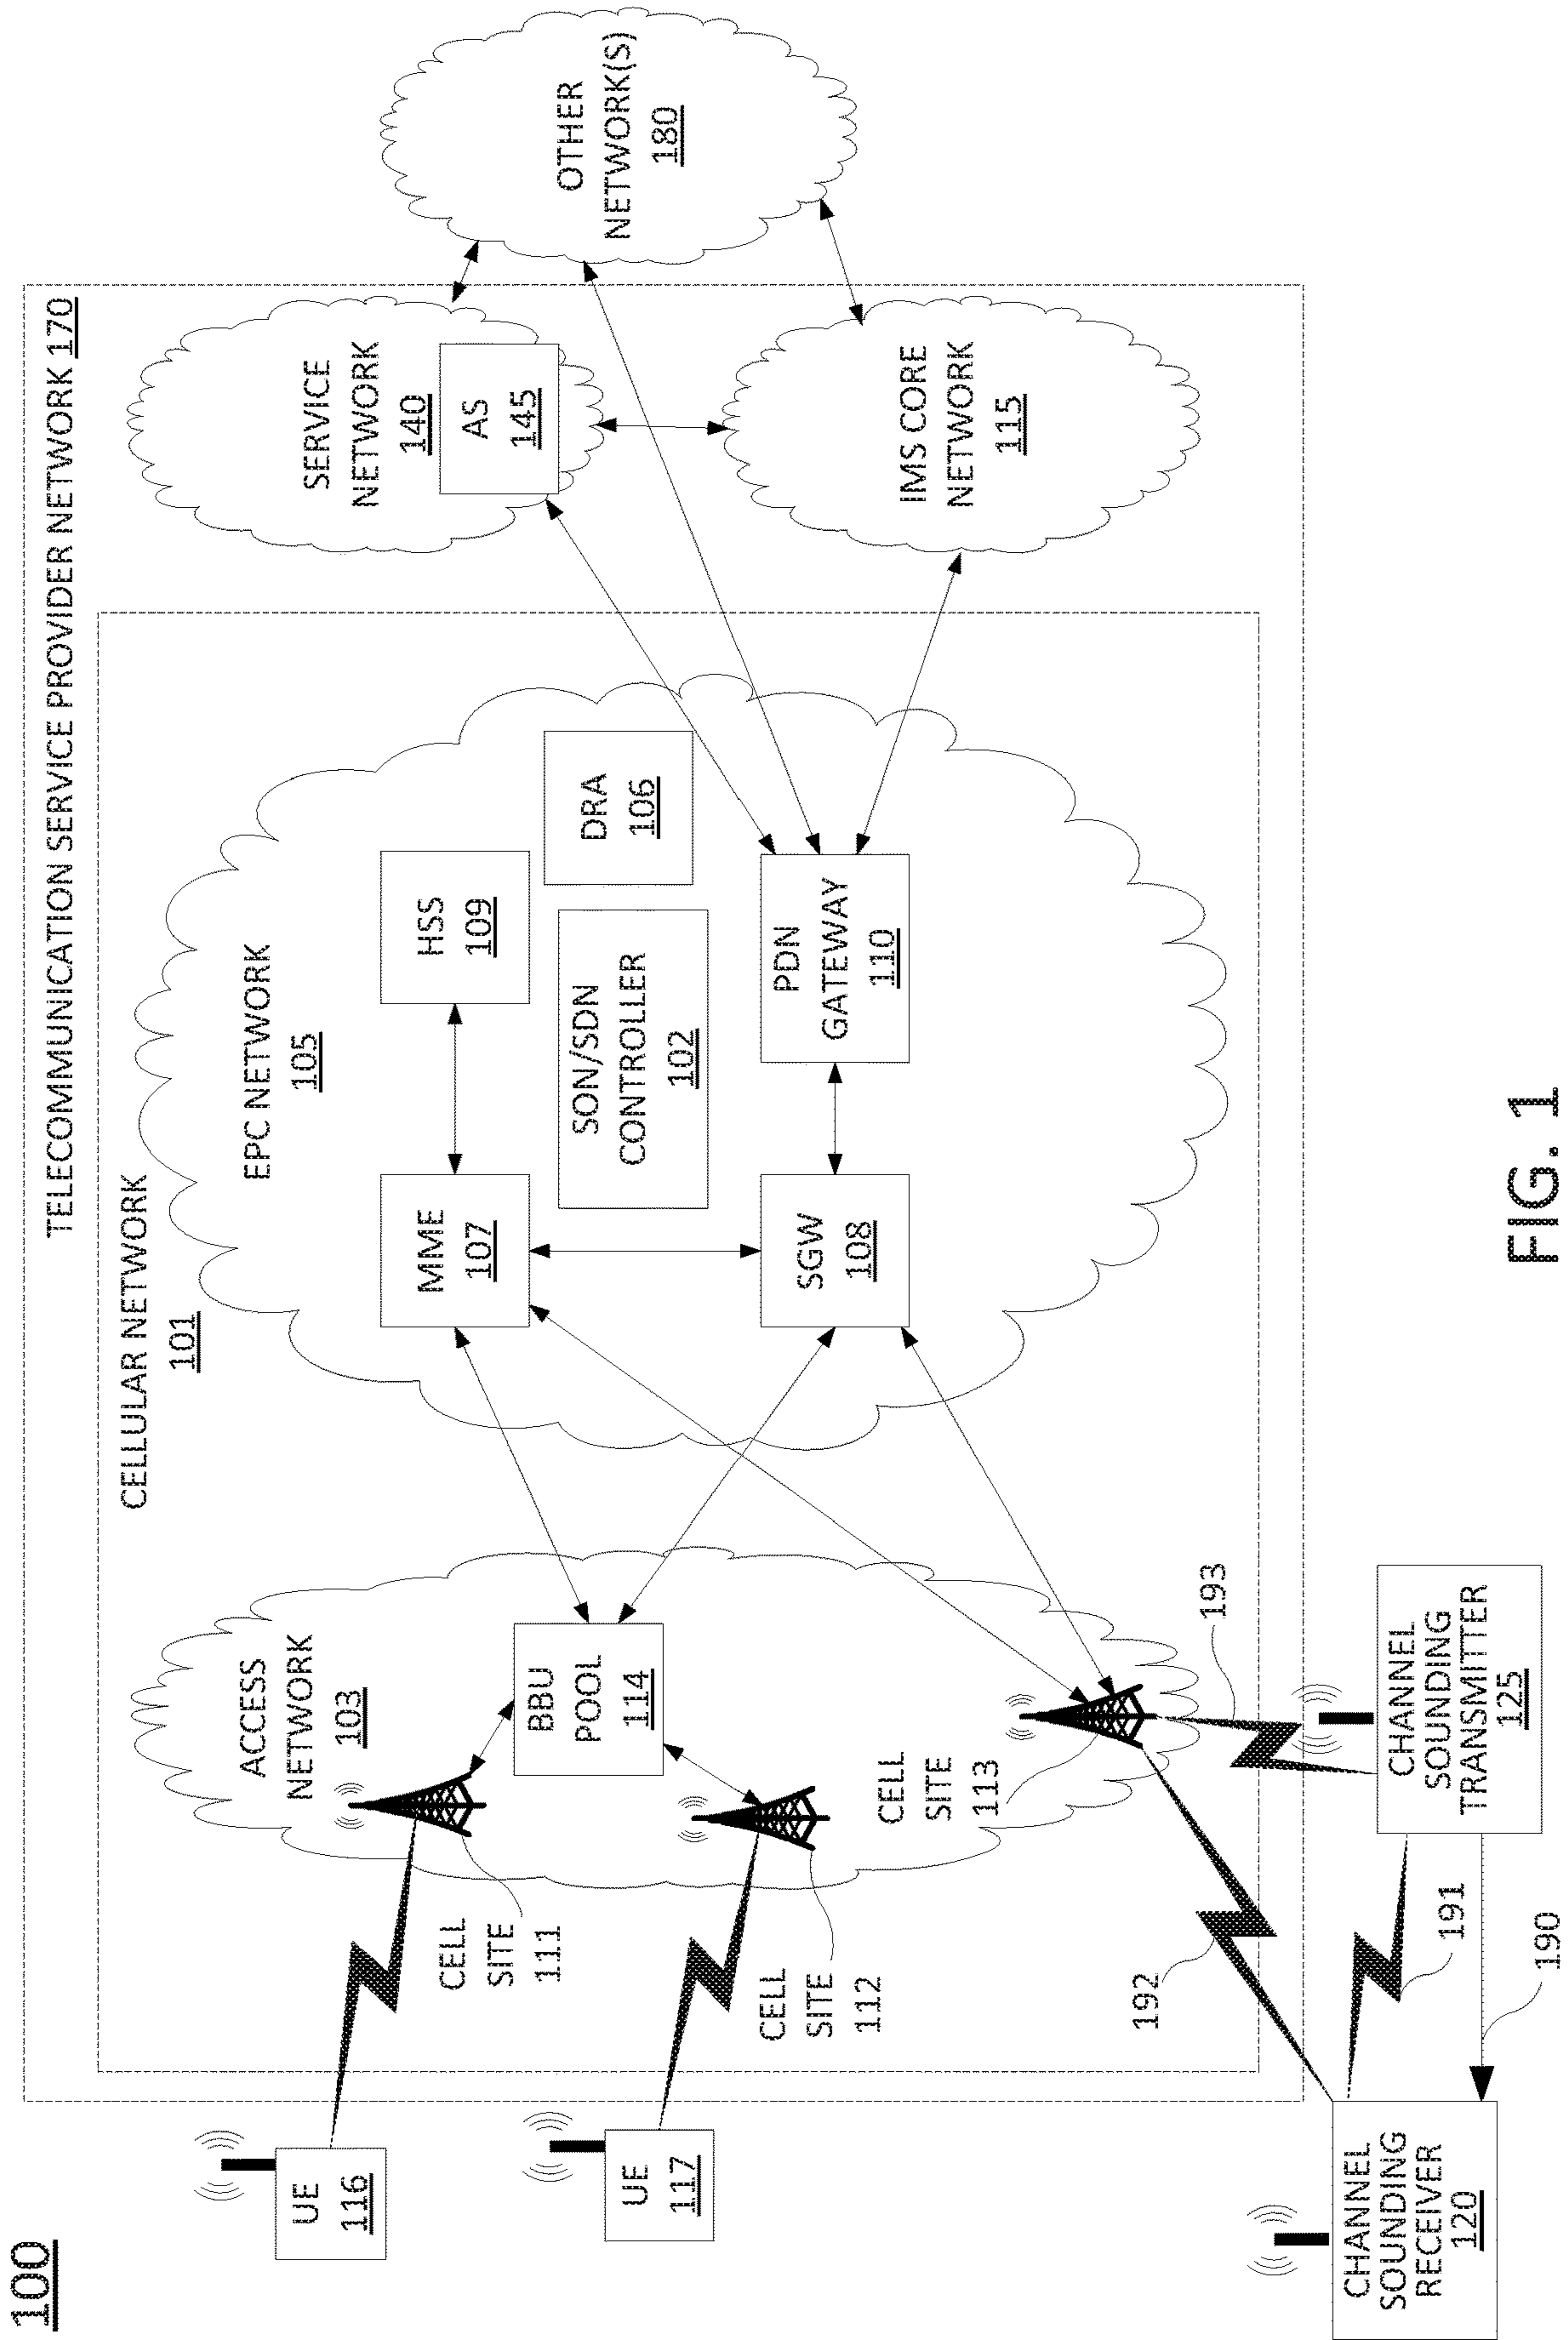 100
TELECOMMUNICATION SERVICE PROVIDER NETWORK 170
CELLULAR NETWORK
101
ACCESS
NETWORK
103
EPC NETWORK
105
SERVICE
NETWORK
140
AS
145
OTHER
NETWORK(S)
180
UE
116
CELL
SITE
111
BBU
POOL
114
MME
107
HSS
109
SON/SDN
CONTROLLER
102
DRA
106
UE
117
CELL
SITE
112
CELL
SITE
113
SGW
108
PDN
GATEWAY
110
IMS CORE
NETWORK
115
192
193
CHANNEL
SOUNDING
RECEIVER
120
191
190
CHANNEL
SOUNDING
TRANSMITTER
125
FIG. 1